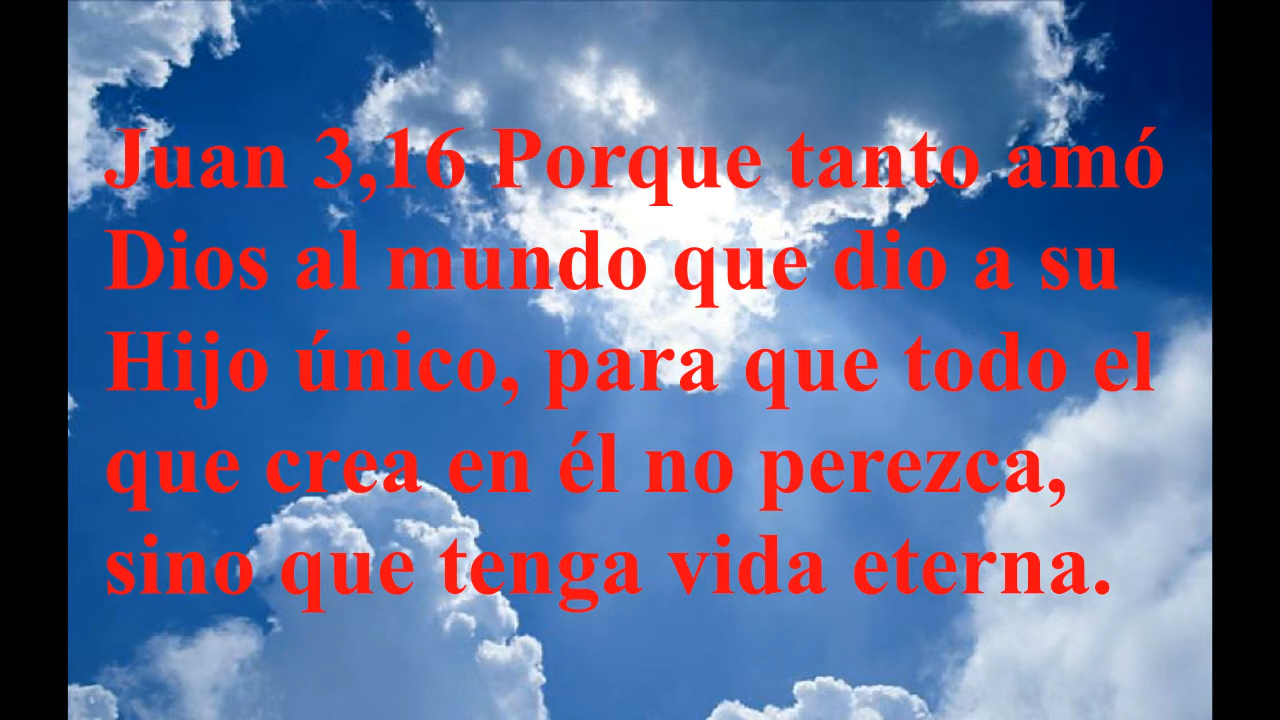 Juan 3,16 Porque tanto amó
Dios al mundo que dio a su
Hijo único, para que todo el
que crea en él no perezca,
sino que tenga vida eterna.